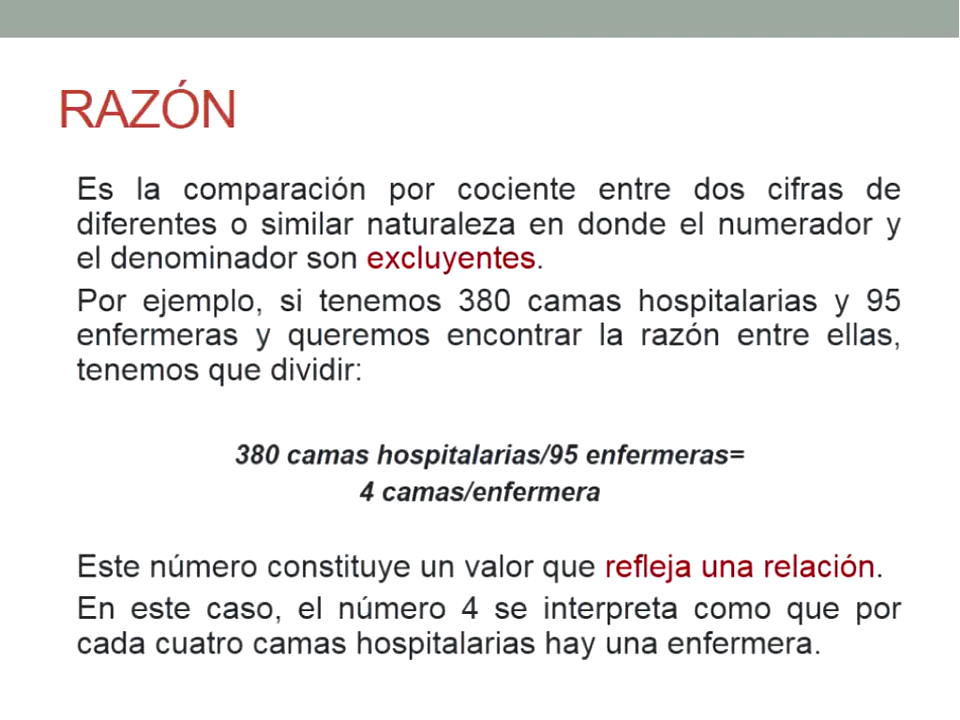 RAZÓN
Es la comparación por cociente entre dos cifras de
diferentes o similar naturaleza en donde el numerador y
el denominador son excluyentes.
Por ejemplo, si tenemos 380 camas hospitalarias y 95
enfermeras y queremos encontrar la razón entre ellas,
tenemos que dividir:
380 camas hospitalarias/95 enfermeras=
4 camas/enfermera
Este número constituye un valor que refleja una relación.
En este caso, el número 4 se interpreta como que por
cada cuatro camas hospitalarias hay una enfermera.